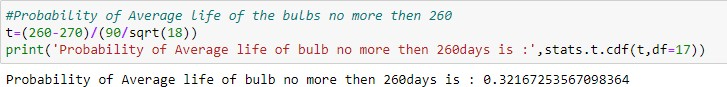 #Probability of Average life of the bulbs no more then 260
t=(260-270)/(90/sqrt(18))
print('Probability of Average life of bulb no more then 260days is :',stats.t.cdf(t,df=17))
Probability of Average life of bulb no more then 260days is : 0.32167253567098364